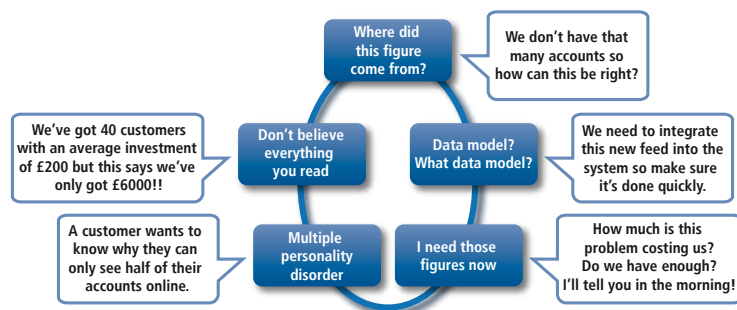 Where did
this figure
come from?
We don't have that
many accounts so
how can this be right?
We've got 40 customers
with an average investment
of £200 but this says we've
only got £6000!!
Don't believe
everything
you read
Data model?
What data model?
We need to integrate
this new feed into the
system so make sure
it's done quickly.
A customer wants to
know why they can
only see half of their
accounts online.
Multiple
personality
disorder
I need those
figures now
How much is this
problem costing us?
Do we have enough?
I'll tell you in the morning!